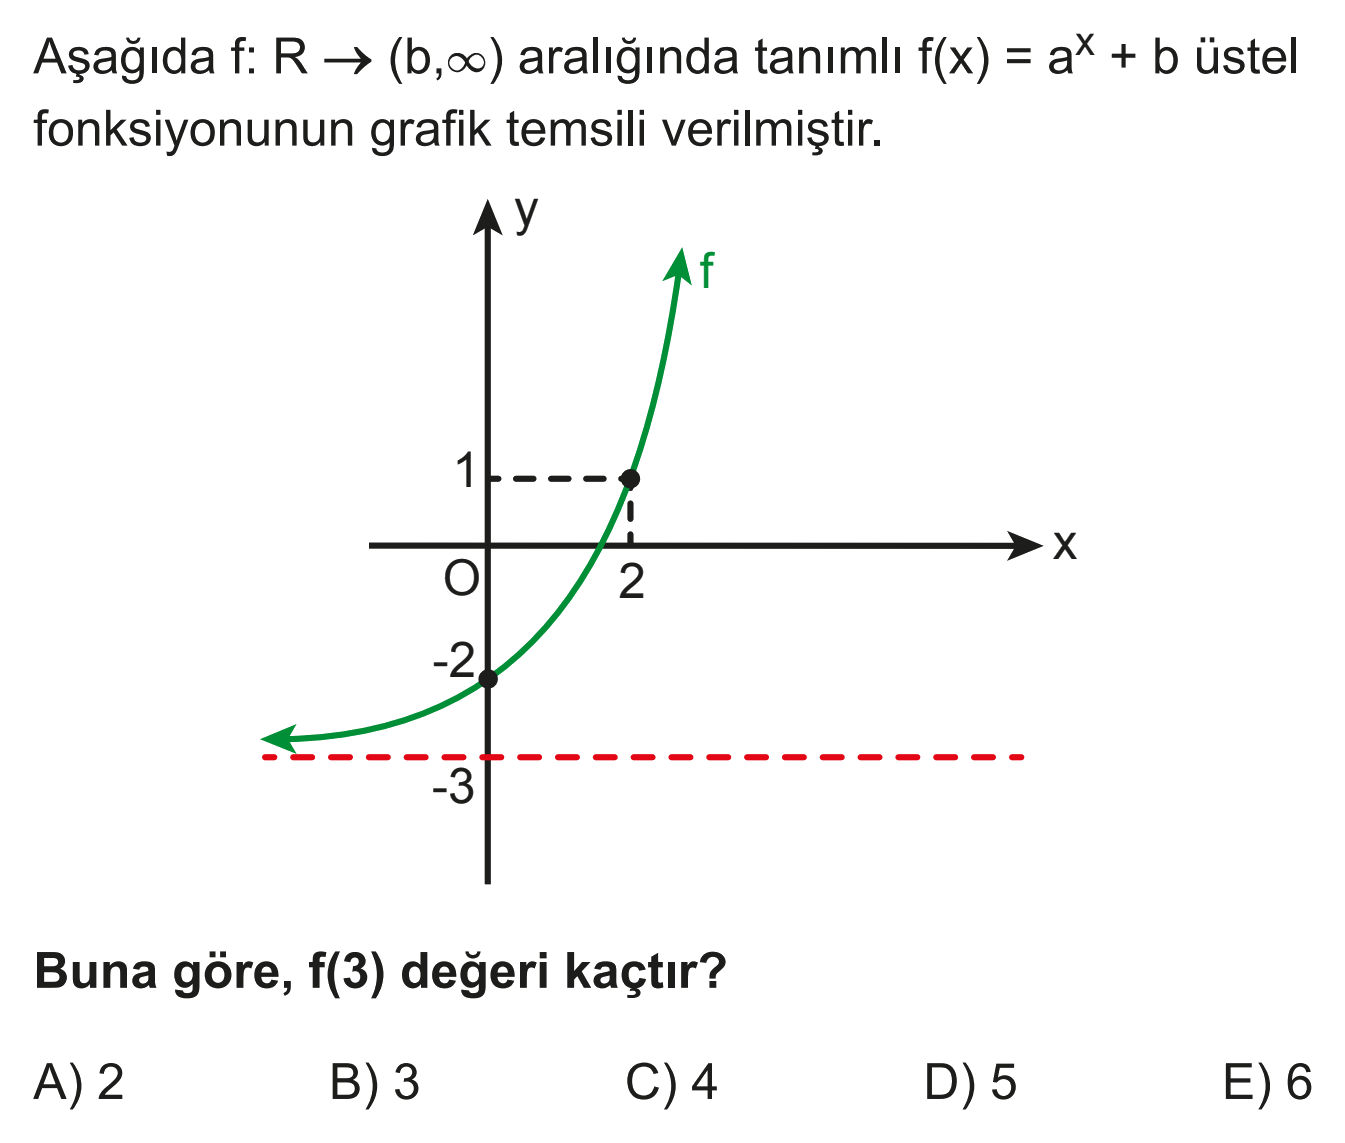 Aşağıda f: R → (b,∞) aralığında tanımlı f(x) = aˣ + b üstel
fonksiyonunun grafik temsili verilmiştir.
y
f
1
x
O
2
-2
-3
Buna göre, f(3) değeri kaçtır?
A) 2 B) 3 C) 4 D) 5 E) 6